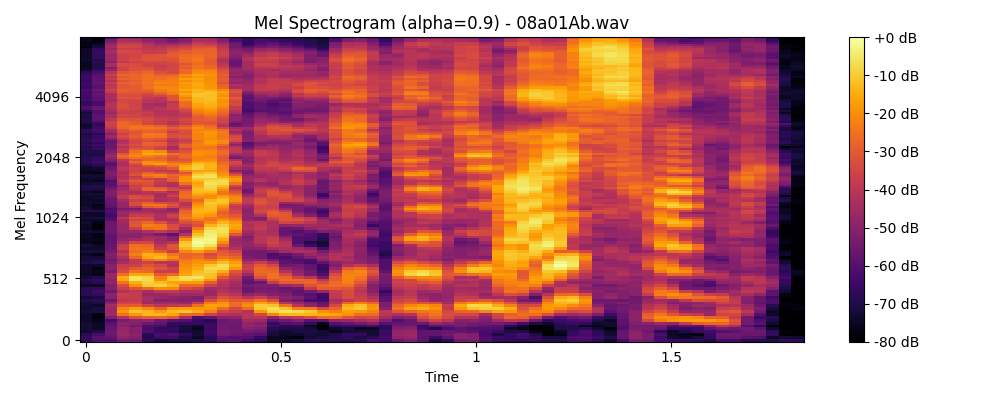 Mel Spectrogram (alpha=0.9) - 08a01Ab.wav
Mel Frequency
4096
2048
1024
512
0
0
0.5
1
1.5
Time
+0 dB
-10 dB
-20 dB
-30 dB
-40 dB
-50 dB
-60 dB
-70 dB
-80 dB